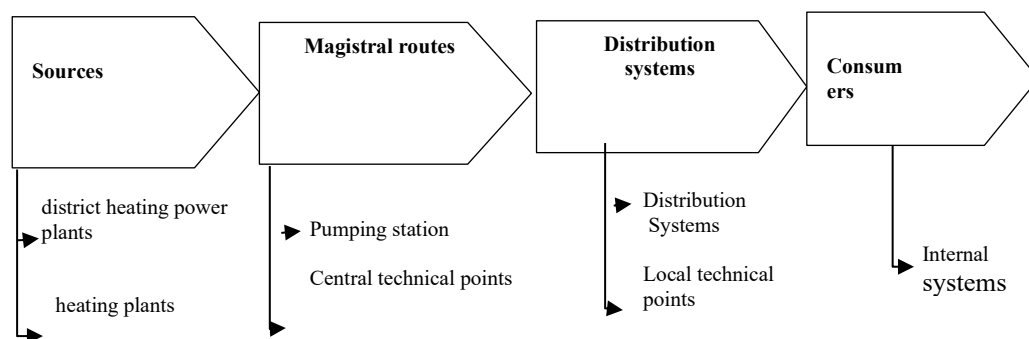 Sources
Magistral routes
Distribution
systems
Consum
ers
district heating power
plants
heating plants
Pumping station
Central technical points
Distribution
Systems
Local technical
points
Internal
systems